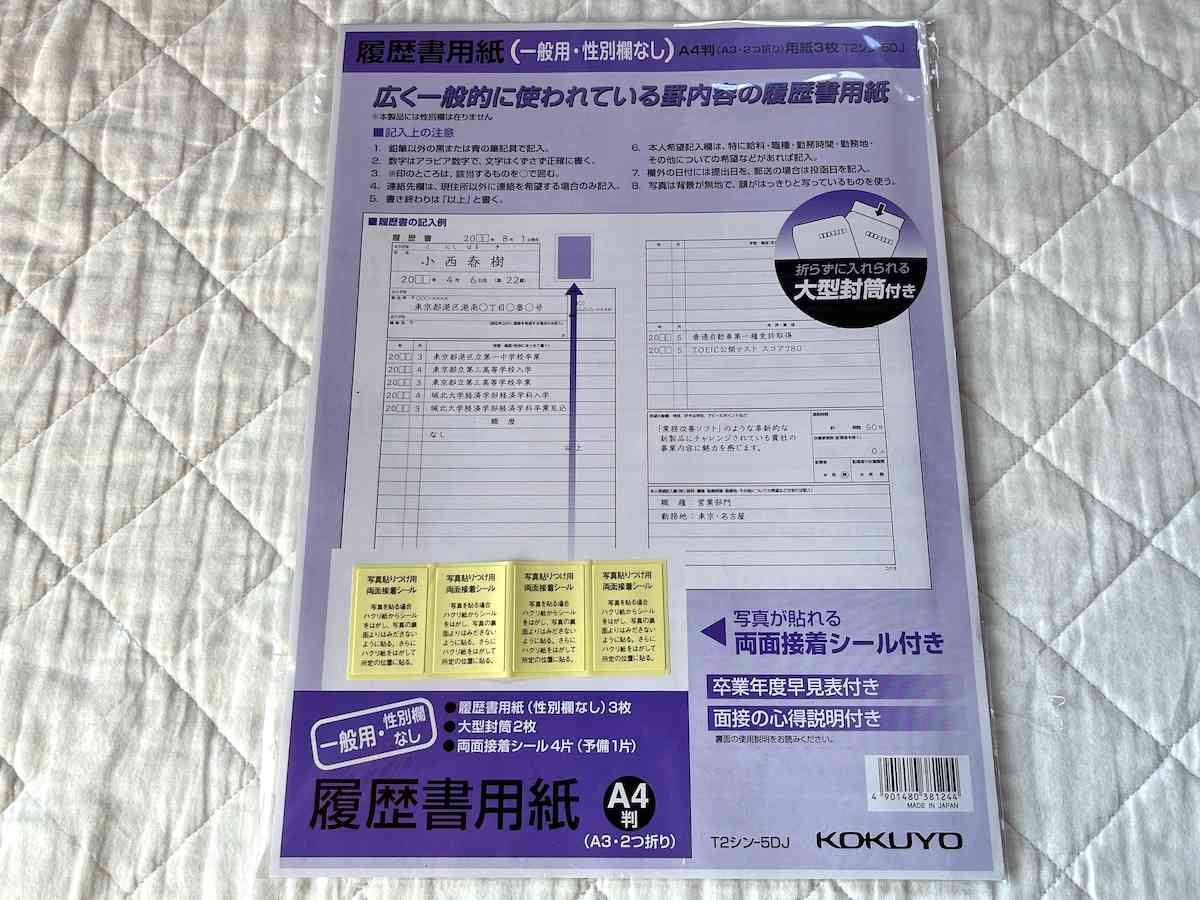 履歴書用紙(一般用・性別欄なし) A4判(A3・2つ折り)用紙3枚 T2シン-5DJ
広く一般的に使われている罫内容の履歴書用紙
※本製品には性別欄は在りません
■記入上の注意
1. 鉛筆以外の黒または青の筆記具で記入。
2. 数字はアラビア数字で、文字はくずさず正確に書く。
3. ※印のところは、該当するものを○で囲む。
4. 連絡先欄は、現住所以外に連絡を希望する場合のみ記入。
5. 書き終わりは「以上」と書く。
6. 本人希望記入欄は、特に給料・職種・勤務時間・勤務地・
その他についての希望などがあれば記入。
7. 欄外の日付には提出日を、郵送の場合は投函日を記入。
8. 写真は背景が無地で、顔がはっきりと写っているものを使う。
■履歴書の記入例
履歴書 20□□年 8月 1日現在
小西春樹
20□□年 4月 6日生 (満 22歳)
東京都港区港南○丁目○番○号
20□□ 3 東京都港区立第一中学校卒業
20□□ 4 東京都立第三高等学校入学
20□□ 3 東京都立第三高等学校卒業
20□□ 4 城北大学経済学部経済学科入学
20□□ 3 城北大学経済学部経済学科卒業見込
職歴
なし
以上
20□□ 5 普通自動車第一種免許取得
20□□ 5 TOEIC公開テスト スコア780
「業務改善ソフト」のような革新的な
新製品にチャレンジされている貴社の
事業内容に魅力を感じます。
約 時間 50分
0人
職種:営業部門
勤務地:東京・名古屋
折らずに入れられる
大型封筒付き
写真貼りつけ用
両面接着シール
写真を貼る場合
ハクリ紙からシール
をはがし、写真の裏
面よりはみださない
ように貼る。さらに
ハクリ紙をはがして
所定の位置に貼る。
写真貼りつけ用
両面接着シール
写真を貼る場合
ハクリ紙からシール
をはがし、写真の裏
面よりはみださない
ように貼る。さらに
ハクリ紙をはがして
所定の位置に貼る。
写真貼りつけ用
両面接着シール
写真を貼る場合
ハクリ紙からシール
をはがし、写真の裏
面よりはみださない
ように貼る。さらに
ハクリ紙をはがして
所定の位置に貼る。
写真貼りつけ用
両面接着シール
写真を貼る場合
ハクリ紙からシール
をはがし、写真の裏
面よりはみださない
ように貼る。さらに
ハクリ紙をはがして
所定の位置に貼る。
写真が貼れる
両面接着シール付き
卒業年度早見表付き
面接の心得説明付き
裏面の使用説明をお読みください。
一般用・性別欄なし
●履歴書用紙(性別欄なし)3枚
●大型封筒2枚
●両面接着シール4片(予備1片)
履歴書用紙 A4判
(A3・2つ折り)
4 901480 381244
MADE IN JAPAN
T2シン-5DJ KOKUYO